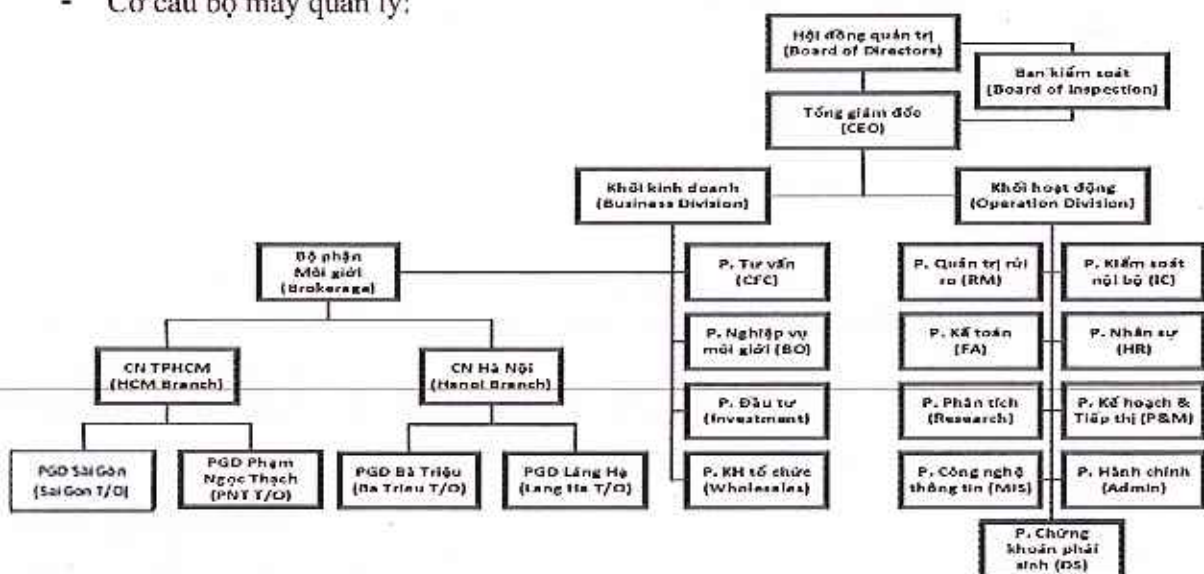 - Cơ cấu bộ máy quản lý:
Hội đồng quản trị
(Board of Directors)
Ban kiểm soát
(Board of Inspection)
Tổng giám đốc
(CEO)
Khối kinh doanh
(Business Division)
Khối hoạt động
(Operation Division)
Bộ phận
Môi giới
(Brokerage)
P. Tư vấn
(CFC)
P. Quản trị rủi
ro (RM)
P. Kiểm soát
nội bộ (IC)
P. Nghiệp vụ
môi giới (BO)
P. Kế toán
(FA)
P. Nhân sự
(HR)
CN TPHCM
(HCM Branch)
CN Hà Nội
(Hanoi Branch)
P. Đầu tư
(Investment)
P. Phân tích
(Research)
P. Kế hoạch &
Tiếp thị (P&M)
PGD Sài Gòn
(Sai Gon T/O)
PGD Phạm
Ngọc Thạch
(PNT T/O)
PGD Bà Triệu
(Ba Trieu T/O)
PGD Láng Hạ
(Lang Ha T/O)
P. KH tổ chức
(Wholesales)
P. Công nghệ
thông tin (MIS)
P. Hành chính
(Admin)
P. Chứng
khoán phái
sinh (DS)